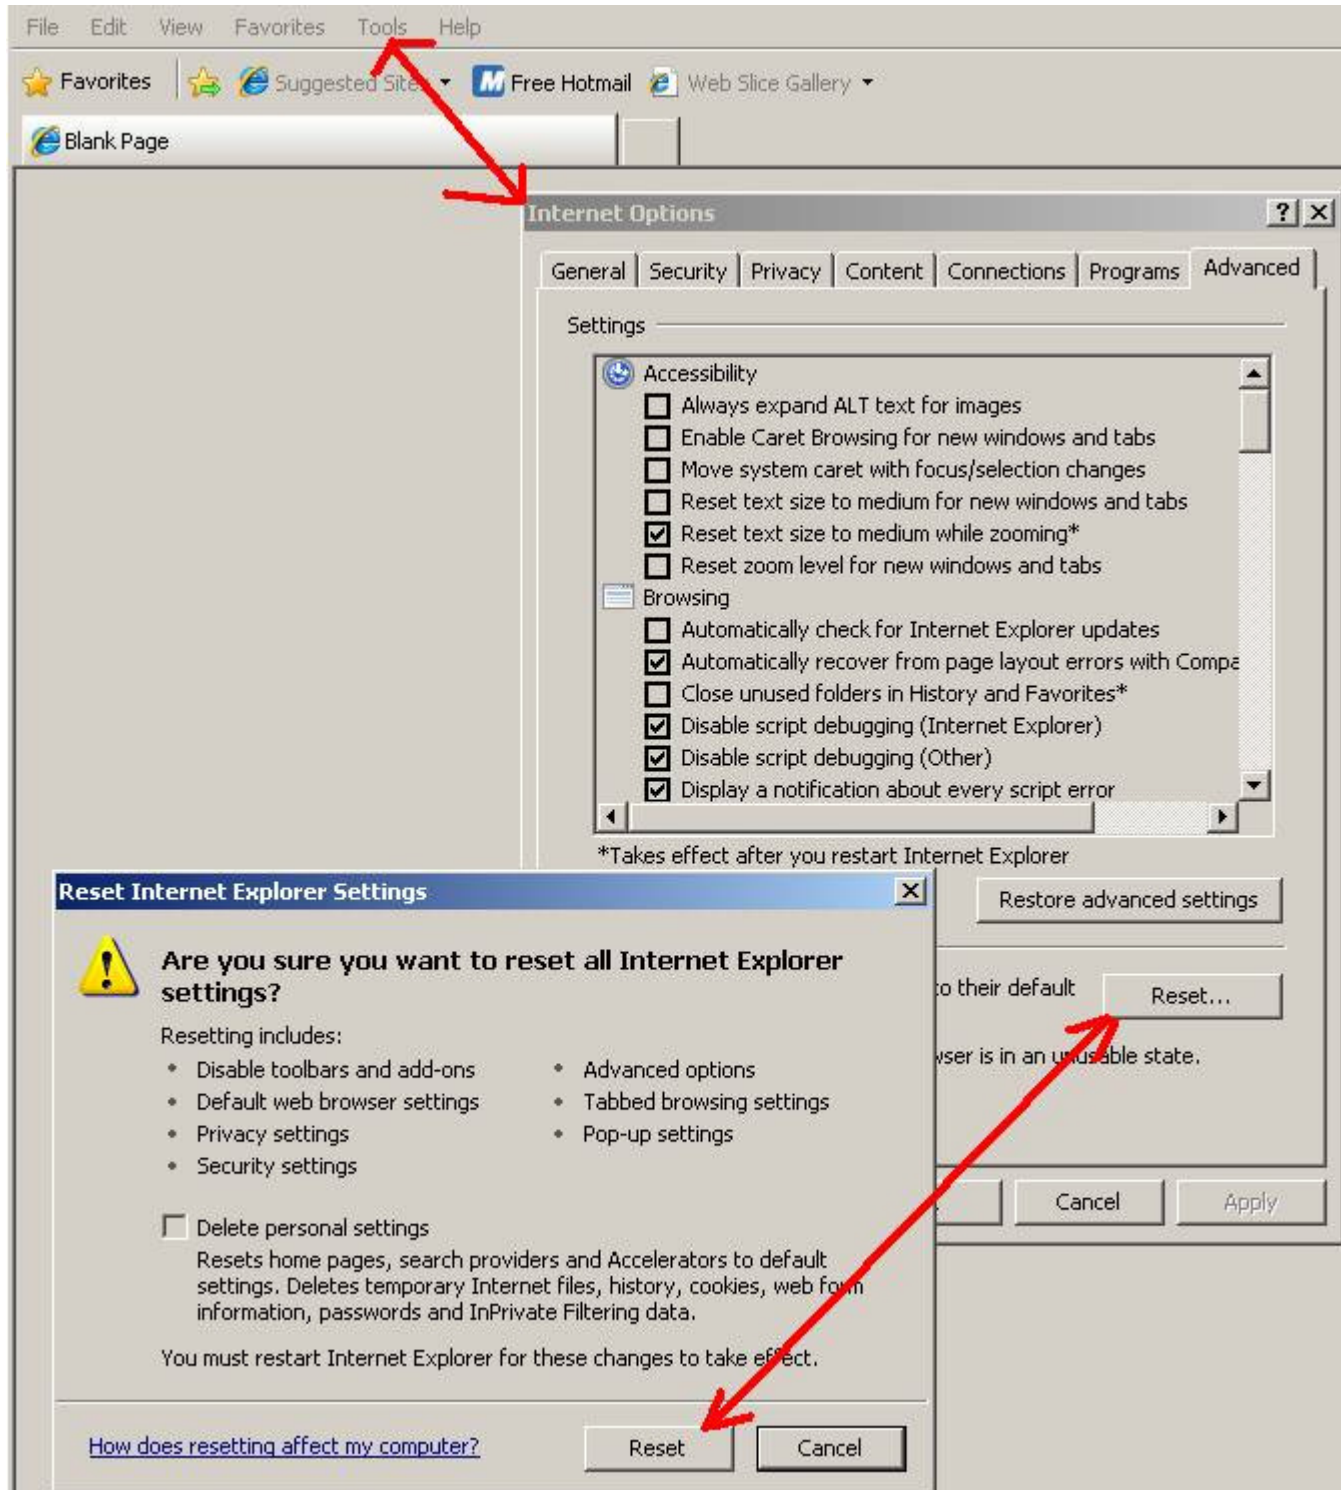 File Edit View Favorites Tools Help
Favorites Suggested Sites Free Hotmail Web Slice Gallery
Blank Page
Internet Options
General Security Privacy Content Connections Programs Advanced
Settings
Accessibility
Always expand ALT text for images
Enable Caret Browsing for new windows and tabs
Move system caret with focus/selection changes
Reset text size to medium for new windows and tabs
Reset text size to medium while zooming*
Reset zoom level for new windows and tabs
Browsing
Automatically check for Internet Explorer updates
Automatically recover from page layout errors with Compa
Close unused folders in History and Favorites*
Disable script debugging (Internet Explorer)
Disable script debugging (Other)
Display a notification about every script error
*Takes effect after you restart Internet Explorer
Restore advanced settings
to their default
Reset...
wser is in an unusable state.
Cancel Apply
Reset Internet Explorer Settings
Are you sure you want to reset all Internet Explorer
settings?
Resetting includes:
• Disable toolbars and add-ons
• Default web browser settings
• Privacy settings
• Security settings
• Advanced options
• Tabbed browsing settings
• Pop-up settings
Delete personal settings
Resets home pages, search providers and Accelerators to default
settings. Deletes temporary Internet files, history, cookies, web form
information, passwords and InPrivate Filtering data.
You must restart Internet Explorer for these changes to take effect.
How does resetting affect my computer?
Reset Cancel